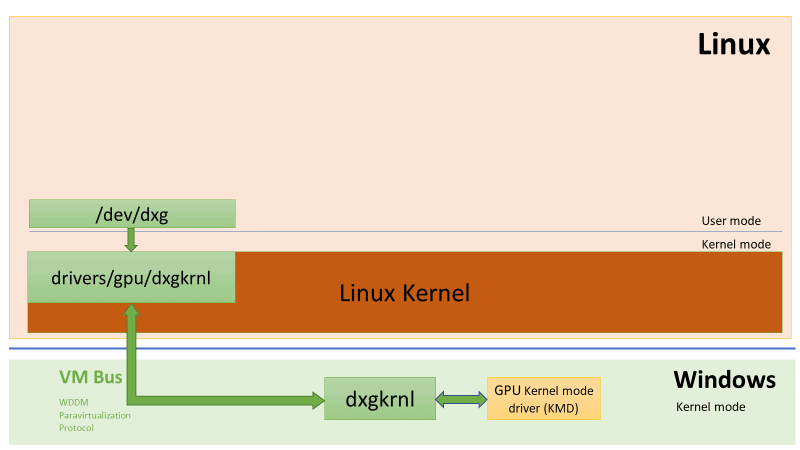 Linux
/dev/dxg
User mode
Kernel mode
drivers/gpu/dxgkrnl
Linux Kernel
VM Bus
WDDM
Paravirtualization
Protocol
dxgkrnl
GPU Kernel mode
driver (KMD)
Windows
Kernel mode